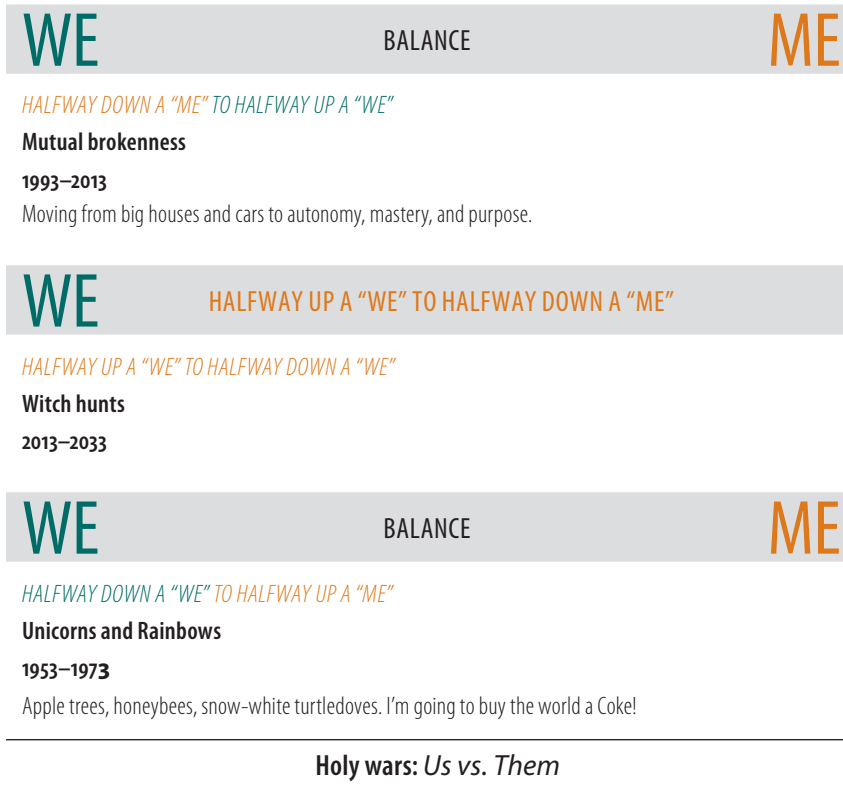 WE BALANCE ME
HALFWAY DOWN A “ME” TO HALFWAY UP A “WE”
Mutual brokenness
1993–2013
Moving from big houses and cars to autonomy, mastery, and purpose.
WE HALFWAY UP A “WE” TO HALFWAY DOWN A “ME”
HALFWAY UP A “WE” TO HALFWAY DOWN A “WE”
Witch hunts
2013–2033
WE BALANCE ME
HALFWAY DOWN A “WE” TO HALFWAY UP A “ME”
Unicorns and Rainbows
1953–1973
Apple trees, honeybees, snow-white turtledoves. I’m going to buy the world a Coke!
Holy wars: Us vs. Them